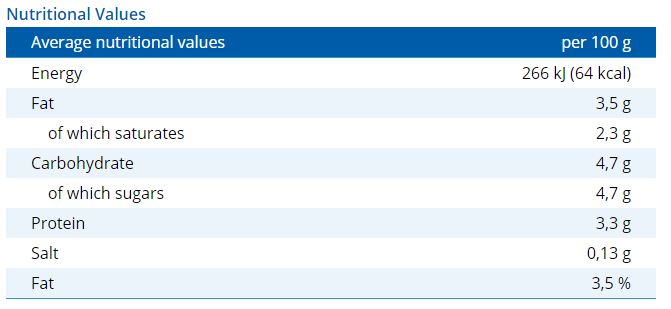 Nutritional Values
Average nutritional values per 100 g
Energy 266 kJ (64 kcal)
Fat 3,5 g
of which saturates 2,3 g
Carbohydrate 4,7 g
of which sugars 4,7 g
Protein 3,3 g
Salt 0,13 g
Fat 3,5 %